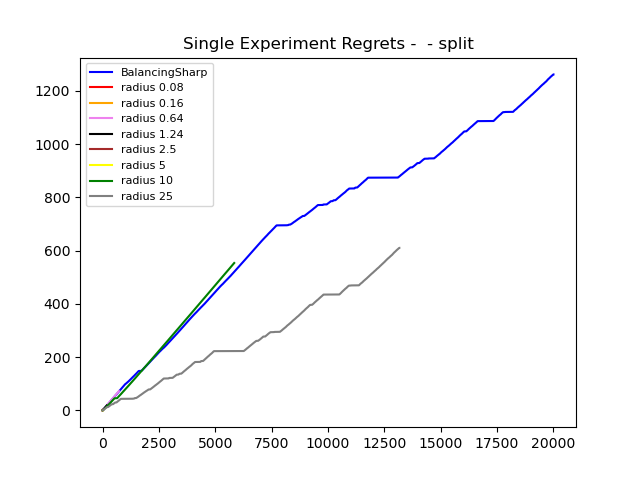 Single Experiment Regrets -  - split
BalancingSharp
radius 0.08
radius 0.16
radius 0.64
radius 1.24
radius 2.5
radius 5
radius 10
radius 25
1200
1000
800
600
400
200
0
0 2500 5000 7500 10000 12500 15000 17500 20000